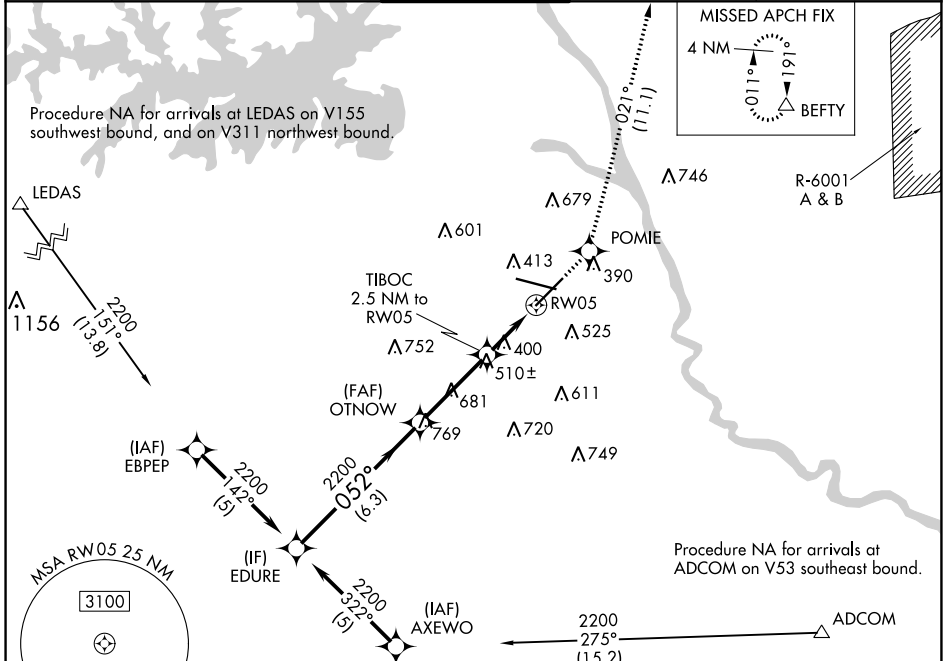 MISSED APCH FIX
4 NM
011°
191°
BEFTY
Procedure NA for arrivals at LEDAS on V155
southwest bound, and on V311 northwest bound.
021°
(11.1)
R-6001
A & B
LEDAS
746
679
601
POMIE
413
390
TIBOC
2.5 NM to
RW05
RW05
1156
2200
151°
(13.8)
752
400
525
510±
(FAF)
OTNOW
681
611
769
720
749
(IAF)
EBPEP
2200
142°
(5)
2200
052°
(6.3)
(IF)
EDURE
Procedure NA for arrivals at
ADCOM on V53 southeast bound.
MSA RW05 25 NM
3100
2200
322°
(5)
(IAF)
AXEWO
2200
275°
(15.2)
ADCOM